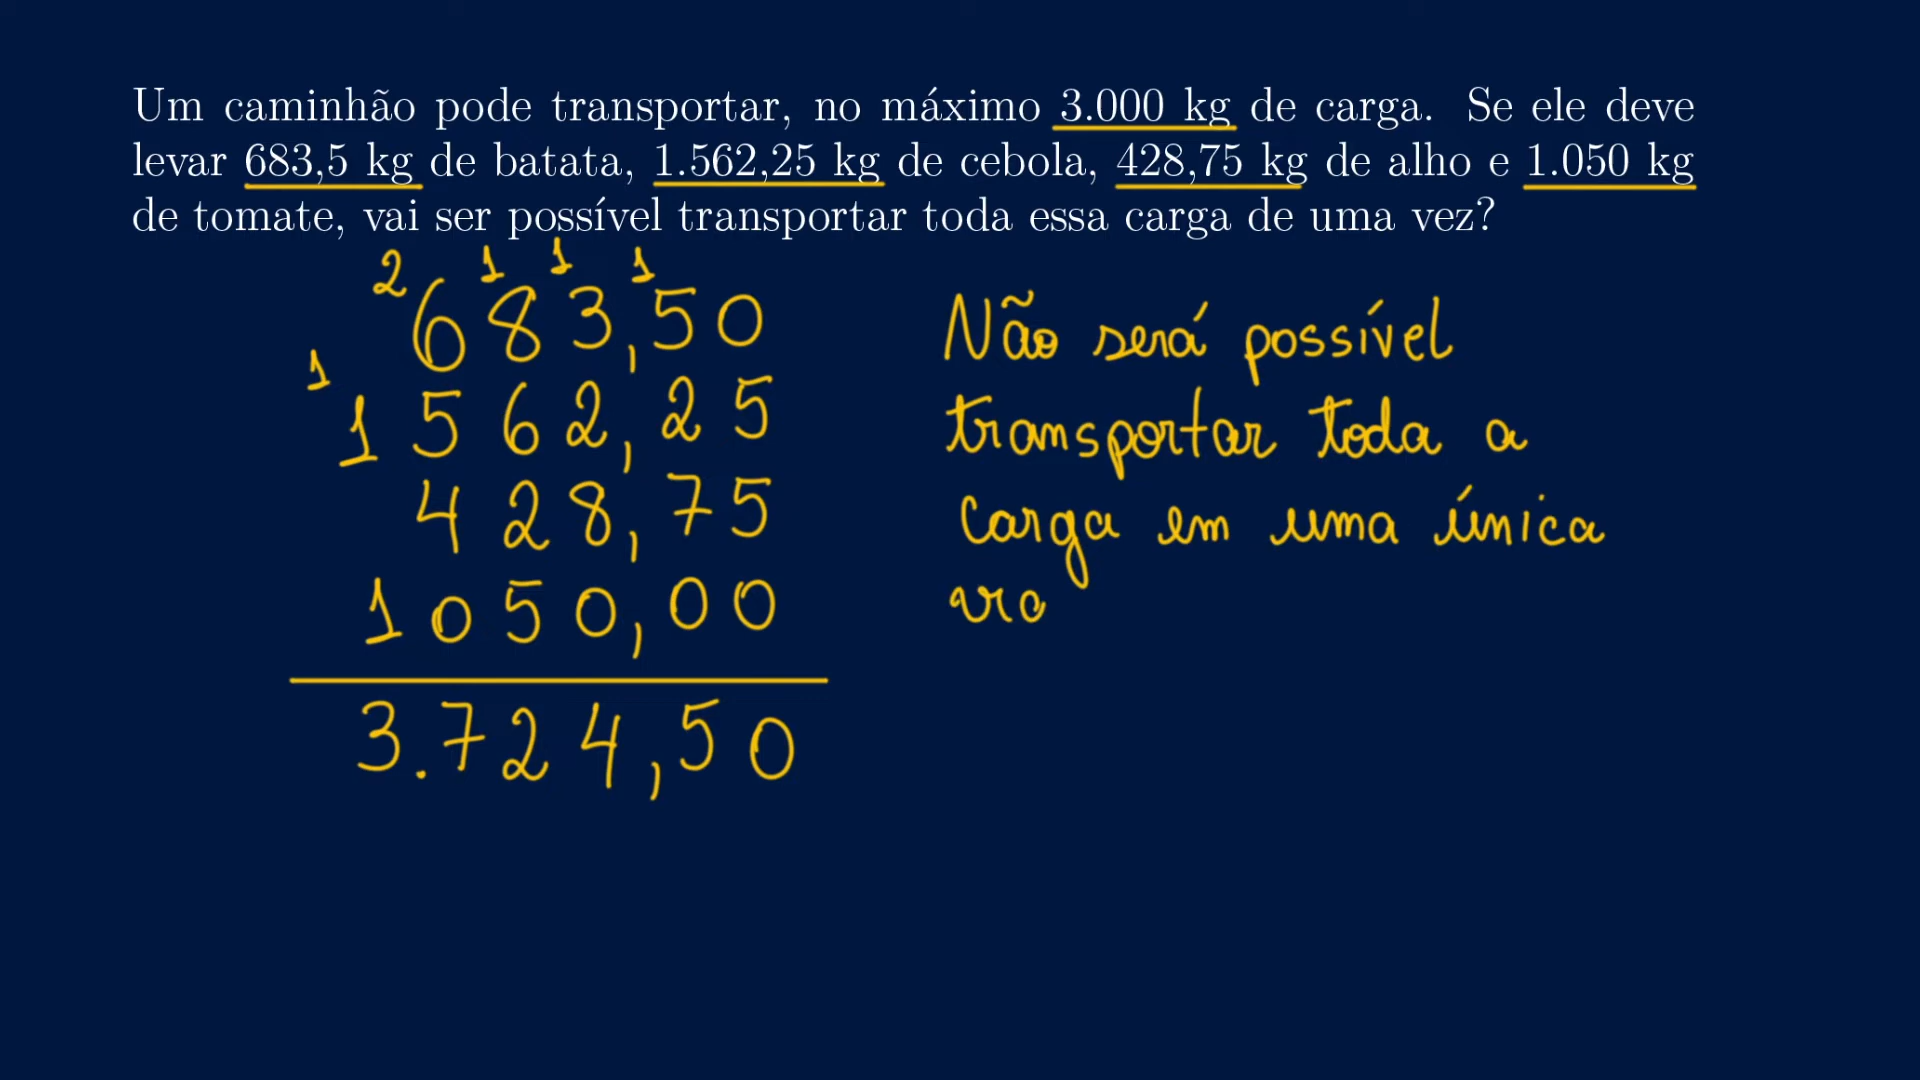 Um caminhão pode transportar, no máximo 3.000 kg de carga. Se ele deve
levar 683,5 kg de batata, 1.562,25 kg de cebola, 428,75 kg de alho e 1.050 kg
de tomate, vai ser possível transportar toda essa carga de uma vez?
2 1 1 1
683,50
1
1562,25
428,75
1050,00
3.724,50
Não será possível
transportar toda a
carga em uma única